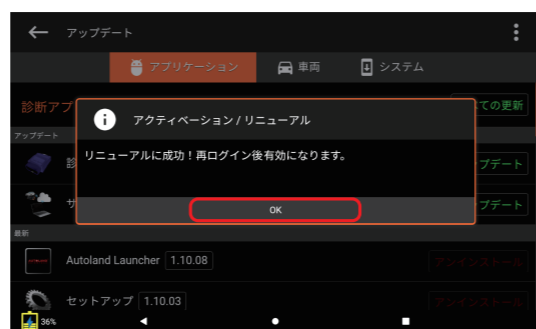 アップデート
アプリケーション
車両
システム
診断アプ
ての更新
アクティベーション / リニューアル
アップデート
リニューアルに成功！再ログイン後有効になります。
診
プデート
サ
プデート
OK
最新
Autoland Launcher 1.10.08
アンインストール
セットアップ 1.10.03
アンインストール
36%